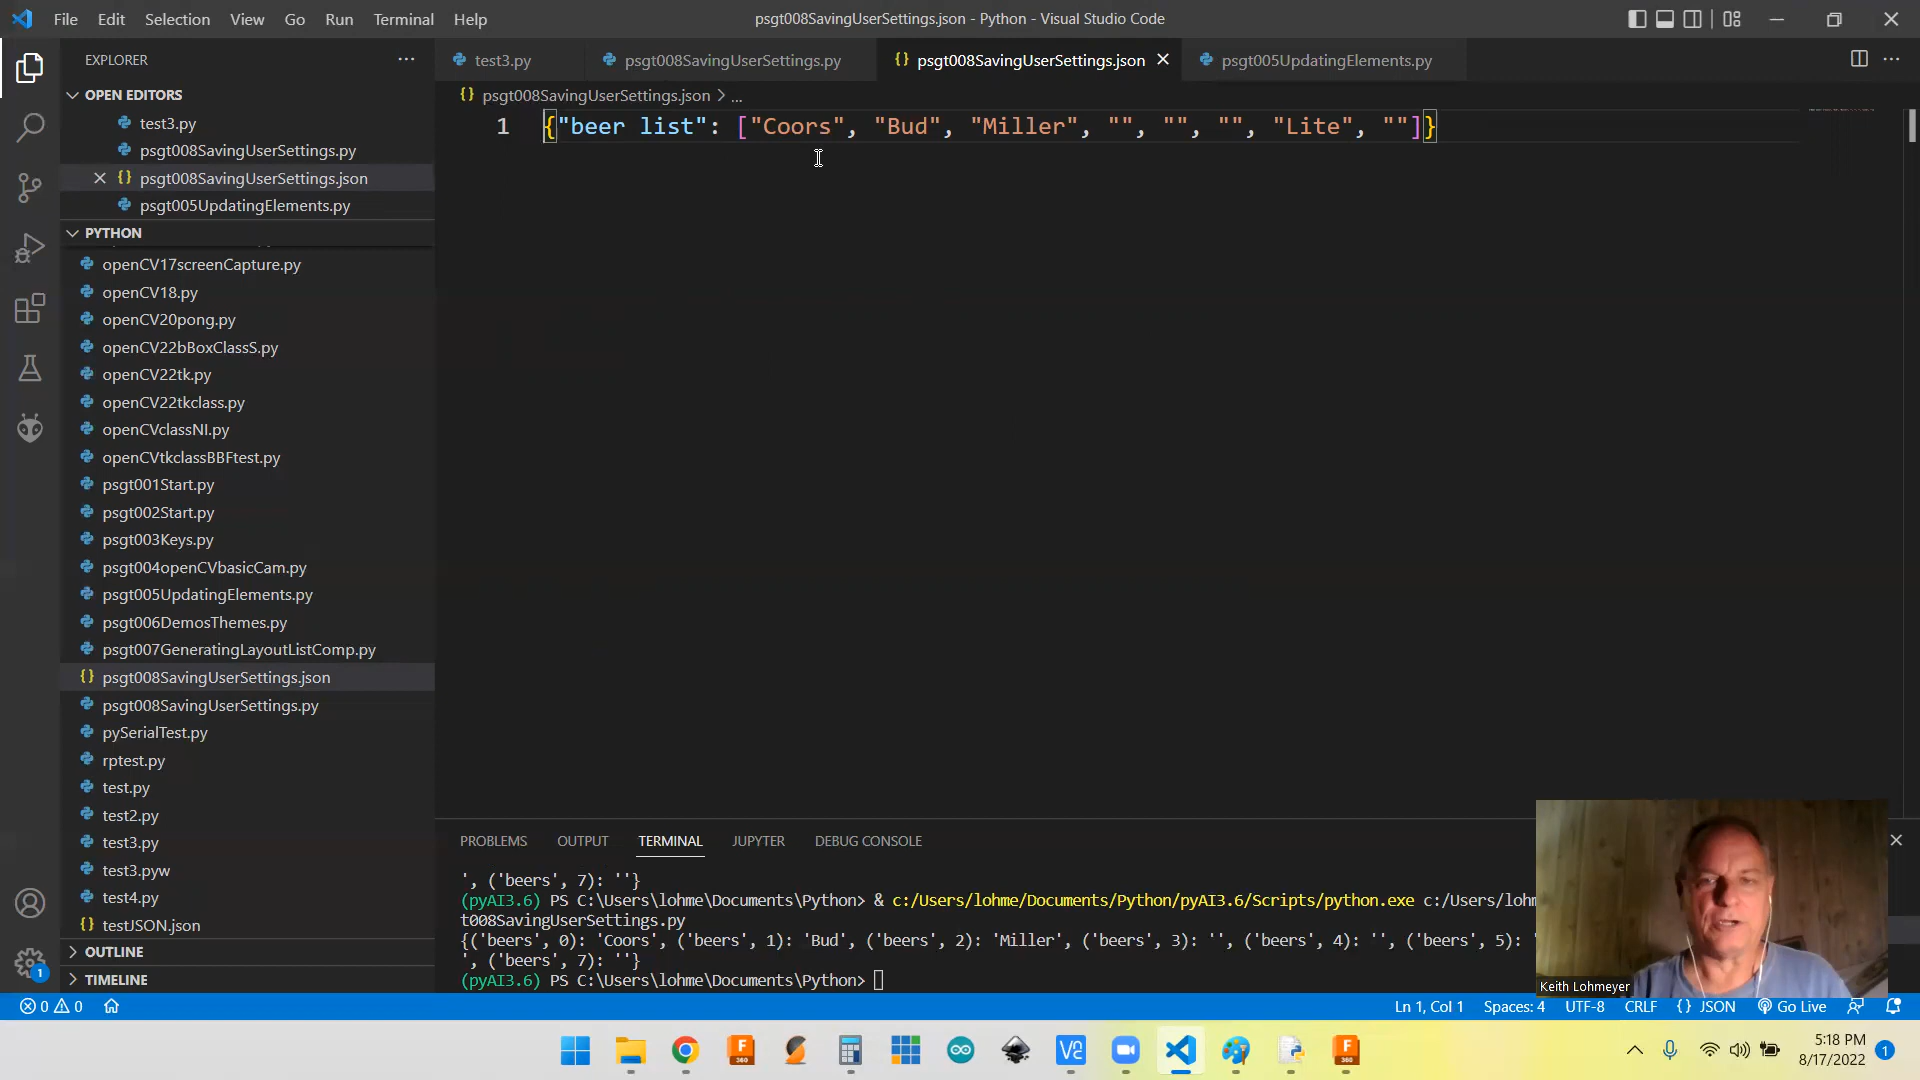 File Edit Selection View Go Run Terminal Help
psgt008SavingUserSettings.json - Python - Visual Studio Code
EXPLORER
OPEN EDITORS
test3.py
psgt008SavingUserSettings.py
psgt008SavingUserSettings.json
psgt005UpdatingElements.py
PYTHON
openCV17screenCapture.py
openCV18.py
openCV20pong.py
openCV22bBoxClassS.py
openCV22tk.py
openCV22tkclass.py
openCVclassNI.py
openCVtkclassBBFtest.py
psgt001Start.py
psgt002Start.py
psgt003Keys.py
psgt004openCVbasicCam.py
psgt005UpdatingElements.py
psgt006DemosThemes.py
psgt007GeneratingLayoutListComp.py
psgt008SavingUserSettings.json
psgt008SavingUserSettings.py
pySerialTest.py
rptest.py
test.py
test2.py
test3.py
test3.pyw
test4.py
testJSON.json
OUTLINE
TIMELINE
test3.py psgt008SavingUserSettings.py psgt008SavingUserSettings.json psgt005UpdatingElements.py
psgt008SavingUserSettings.json > ...
1 {"beer list": ["Coors", "Bud", "Miller", "", "", "", "Lite", ""]}
PROBLEMS OUTPUT TERMINAL JUPYTER DEBUG CONSOLE
', ('beers', 7): ''}
(pyAI3.6) PS C:\Users\lohme\Documents\Python> & c:/Users/lohme/Documents/Python/pyAI3.6/Scripts/python.exe c:/Users/lohm
t008SavingUserSettings.py
{('beers', 0): 'Coors', ('beers', 1): 'Bud', ('beers', 2): 'Miller', ('beers', 3): '', ('beers', 4): '', ('beers', 5): '
', ('beers', 7): ''}
(pyAI3.6) PS C:\Users\lohme\Documents\Python>
Keith Lohmeyer
1
0 0
Ln 1, Col 1 Spaces: 4 UTF-8 CRLF {} JSON Go Live
5:18 PM
8/17/2022
1